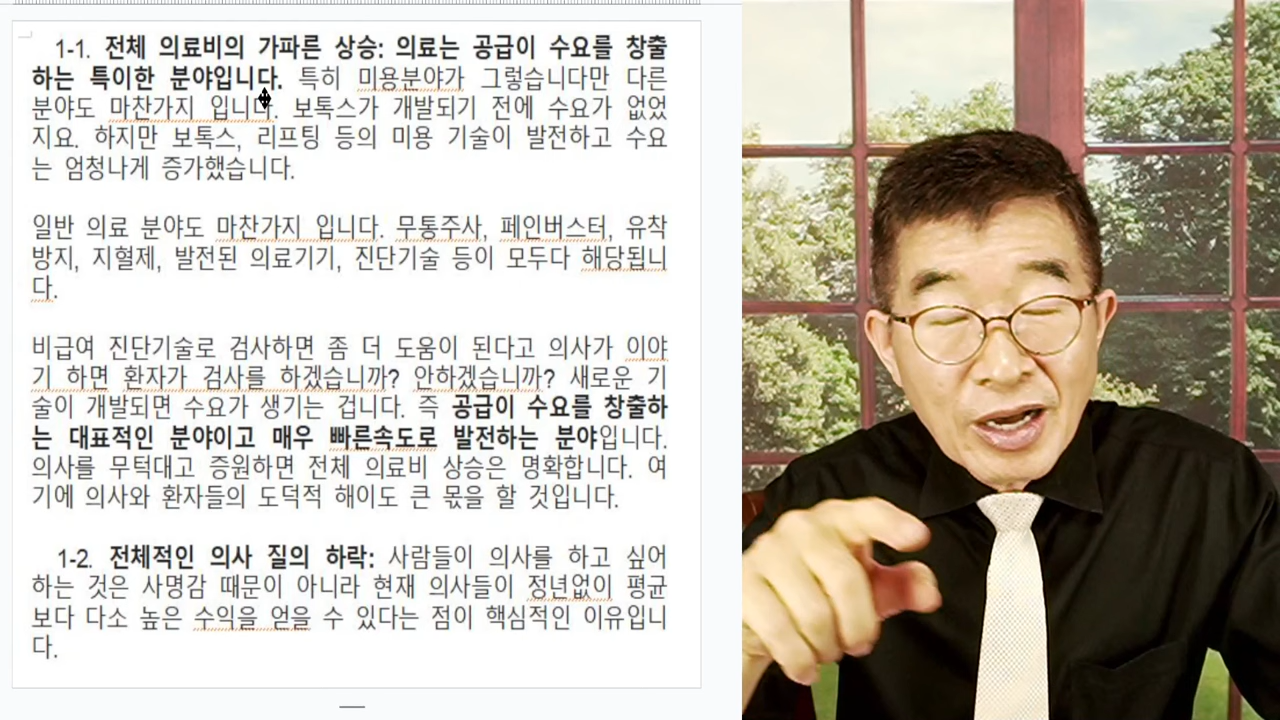 1-1. 전체 의료비의 가파른 상승: 의료는 공급이 수요를 창출
하는 특이한 분야입니다. 특히 미용분야가 그렇습니다만 다른
분야도 마찬가지 입니다. 보톡스가 개발되기 전에 수요가 없었
지요. 하지만 보톡스, 리프팅 등의 미용 기술이 발전하고 수요
는 엄청나게 증가했습니다.
일반 의료 분야도 마찬가지 입니다. 무통주사, 페인버스터, 유착
방지, 지혈제, 발전된 의료기기, 진단기술 등이 모두다 해당됩니
다.
비급여 진단기술로 검사하면 좀 더 도움이 된다고 의사가 이야
기 하면 환자가 검사를 하겠습니까? 안하겠습니까? 새로운 기
술이 개발되면 수요가 생기는 겁니다. 즉 공급이 수요를 창출하
는 대표적인 분야이고 매우 빠른속도로 발전하는 분야입니다.
의사를 무턱대고 증원하면 전체 의료비 상승은 명확합니다. 여
기에 의사와 환자들의 도덕적 해이도 큰 몫을 할 것입니다.
1-2. 전체적인 의사 질의 하락: 사람들이 의사를 하고 싶어
하는 것은 사명감 때문이 아니라 현재 의사들이 정년없이 평균
보다 다소 높은 수익을 얻을 수 있다는 점이 핵심적인 이유입니
다.